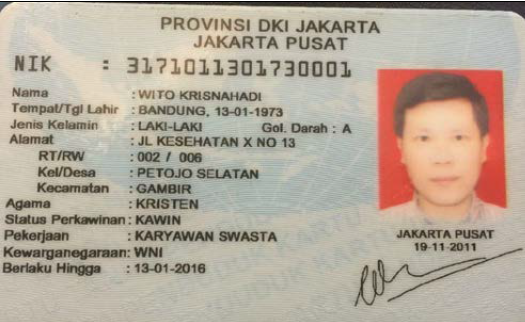 PROVINSI DKI JAKARTA
JAKARTA PUSAT
NIK : 3171011301730001
Nama : WITO KRISNAHADI
Tempat/Tgl Lahir : BANDUNG, 13-01-1973
Jenis Kelamin : LAKI-LAKI Gol. Darah : A
Alamat : JL KESEHATAN X NO 13
RT/RW : 002 / 006
Kel/Desa : PETOJO SELATAN
Kecamatan : GAMBIR
Agama : KRISTEN
Status Perkawinan: KAWIN
Pekerjaan : KARYAWAN SWASTA
Kewarganegaraan: WNI
Berlaku Hingga : 13-01-2016
JAKARTA PUSAT
19-11-2011